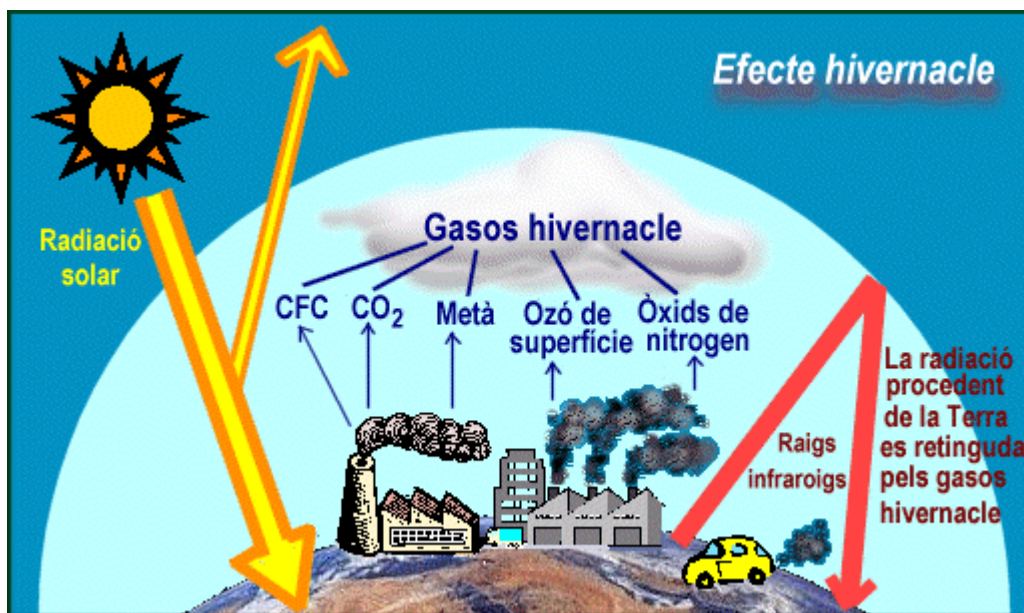 Efecte hivernacle
Radiació
solar
Gasos hivernacle
CFC
CO₂
Metà
Ozó de
superfície
Òxids de
nitrogen
Raigs
infraroigs
La radiació
procedent
de la Terra
es retinguda
pels gasos
hivernacle